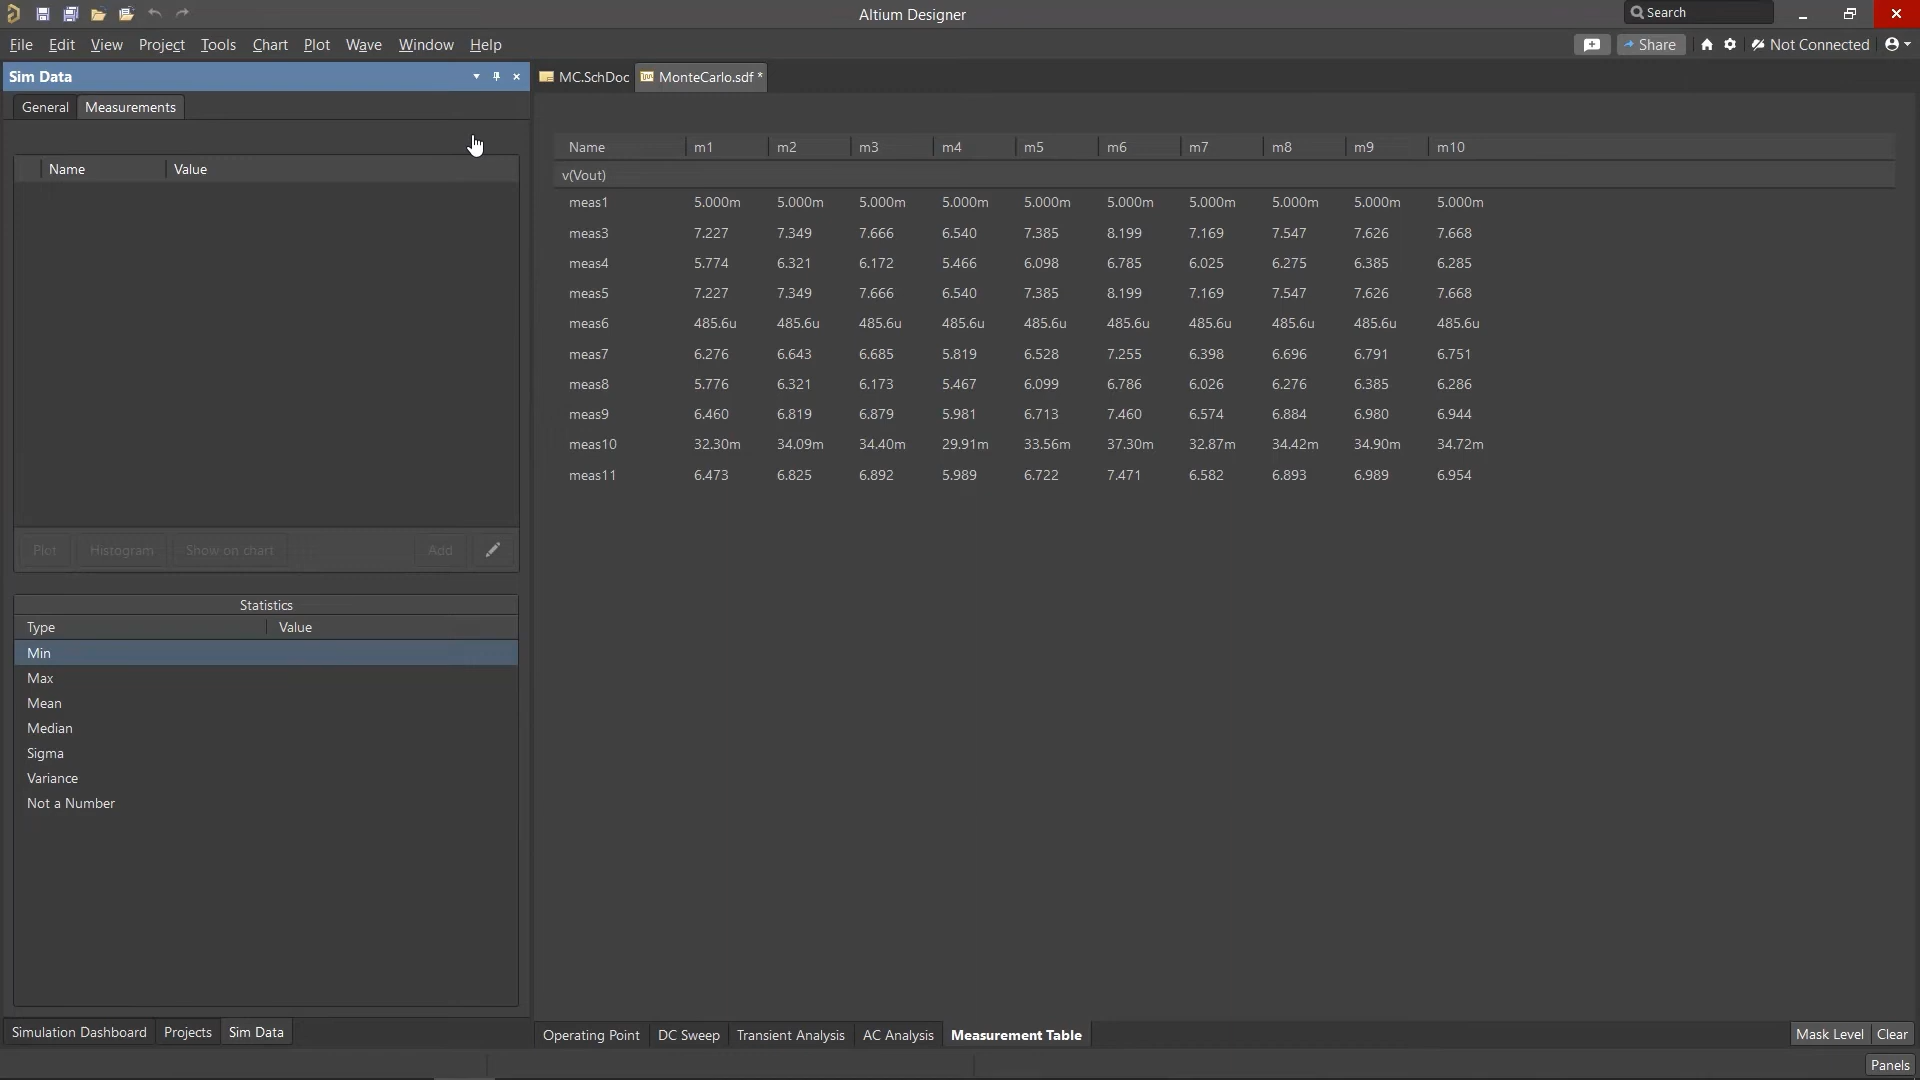 Altium Designer
Search
File Edit View Project Tools Chart Plot Wave Window Help
Share
Not Connected
Sim Data
MC.SchDoc
MonteCarlo.sdf *
General Measurements
Name m1 m2 m3 m4 m5 m6 m7 m8 m9 m10
Name Value
v(Vout)
meas1 5.000m 5.000m 5.000m 5.000m 5.000m 5.000m 5.000m 5.000m 5.000m 5.000m
meas3 7.227 7.349 7.666 6.540 7.385 8.199 7.169 7.547 7.626 7.668
meas4 5.774 6.321 6.172 5.466 6.098 6.785 6.025 6.275 6.385 6.285
meas5 7.227 7.349 7.666 6.540 7.385 8.199 7.169 7.547 7.626 7.668
meas6 485.6u 485.6u 485.6u 485.6u 485.6u 485.6u 485.6u 485.6u 485.6u 485.6u
meas7 6.276 6.643 6.685 5.819 6.528 7.255 6.398 6.696 6.791 6.751
meas8 5.776 6.321 6.173 5.467 6.099 6.786 6.026 6.276 6.385 6.286
meas9 6.460 6.819 6.879 5.981 6.713 7.460 6.574 6.884 6.980 6.944
meas10 32.30m 34.09m 34.40m 29.91m 33.56m 37.30m 32.87m 34.42m 34.90m 34.72m
meas11 6.473 6.825 6.892 5.989 6.722 7.471 6.582 6.893 6.989 6.954
Plot Histogram Show on chart Add
Statistics
Type Value
Min
Max
Mean
Median
Sigma
Variance
Not a Number
Simulation Dashboard Projects Sim Data
Operating Point DC Sweep Transient Analysis AC Analysis Measurement Table
Mask Level Clear
Panels